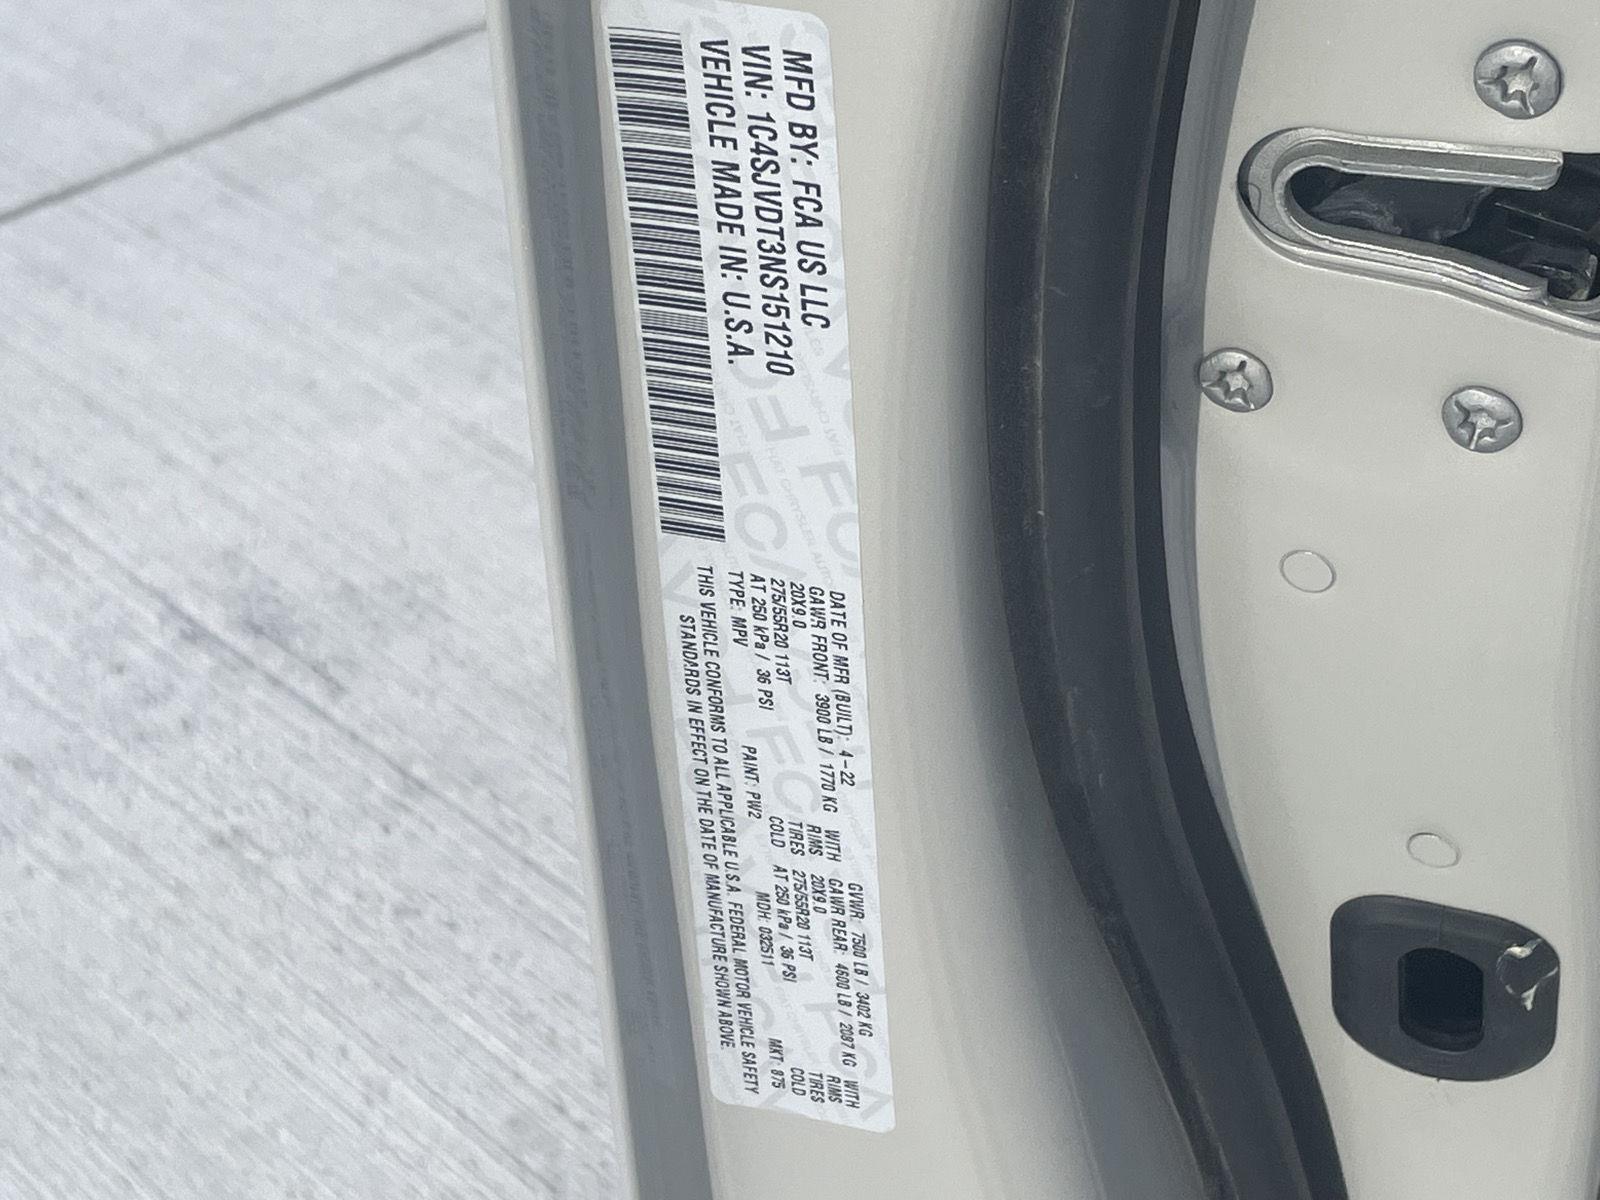 MFD BY: FCA US LLC
VIN: 1C4SJVDT3NS151210
VEHICLE MADE IN: U.S.A.
DATE OF MFR (BUILT): 4-22 GVWR: 7500 LB / 3402 KG
GAWR FRONT: 3900 LB / 1770 KG WITH GAWR REAR: 4600 LB / 2087 KG WITH
20X9.0 RIMS 20X9.0 RIMS
275/55R20 113T TIRES 275/55R20 113T TIRES
AT 250 kPa / 36 PSI COLD AT 250 kPa / 36 PSI COLD
TYPE: MPV PAINT: PW2 MDH: 032511 MKT: 875
THIS VEHICLE CONFORMS TO ALL APPLICABLE U.S.A. FEDERAL MOTOR VEHICLE SAFETY
STANDARDS IN EFFECT ON THE DATE OF MANUFACTURE SHOWN ABOVE.